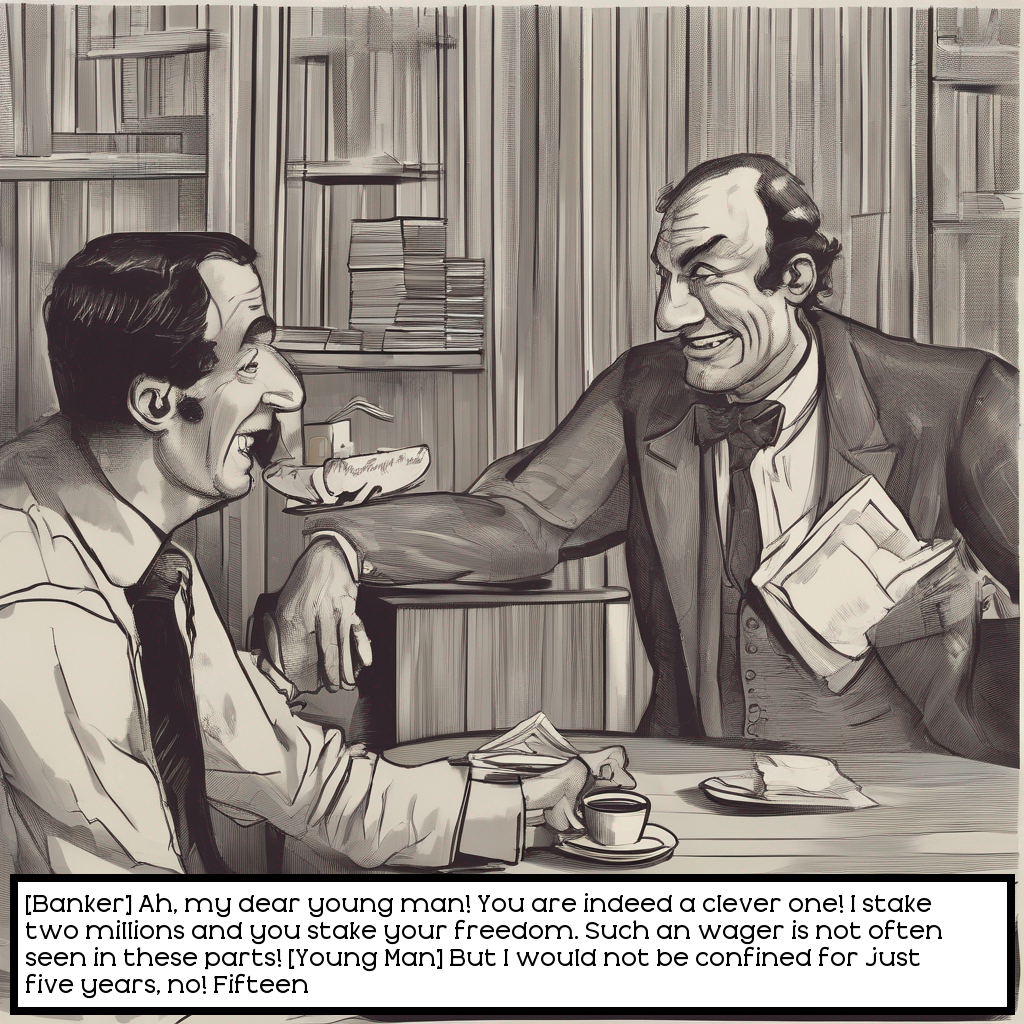 [Banker] Ah, my dear young man! You are indeed a clever one! I stake
two millions and you stake your freedom. Such an wager is not often
seen in these parts! [Young Man] But I would not be confined for just
five years, no! Fifteen